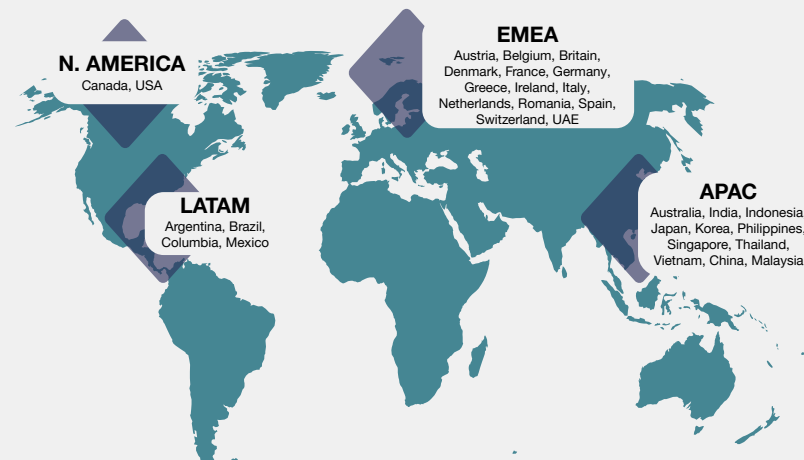 N. AMERICA
Canada, USA
EMEA
Austria, Belgium, Britain,
Denmark, France, Germany,
Greece, Ireland, Italy,
Netherlands, Romania, Spain,
Switzerland, UAE
LATAM
Argentina, Brazil,
Columbia, Mexico
APAC
Australia, India, Indonesia
Japan, Korea, Philippines,
Singapore, Thailand,
Vietnam, China, Malaysia